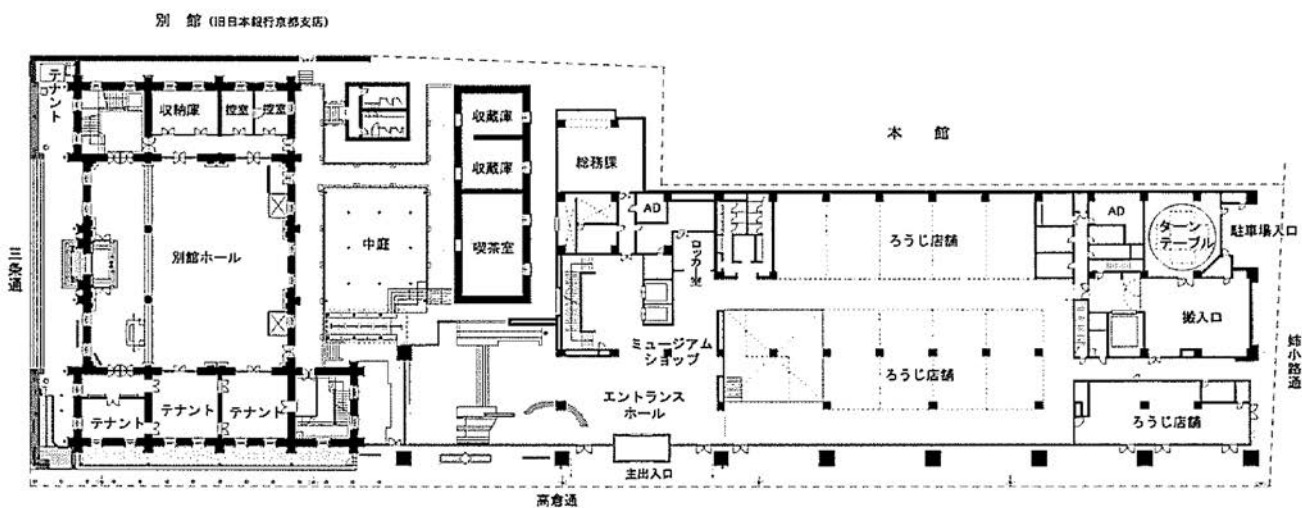 別　館 (旧日本銀行京都支店)
テナント
収納庫
控室
控室
収蔵庫
収蔵庫
喫茶室
総務課
本　館
AD
AD
ターン
テーブル
駐車場入口
ろうじ店舗
ロッカー室
中庭
別館ホール
三条通
搬入口
ミュージアム
ショップ
ろうじ店舗
姉小路通
エントランス
ホール
テナント
テナント
テナント
ろうじ店舗
主出入口
高倉通